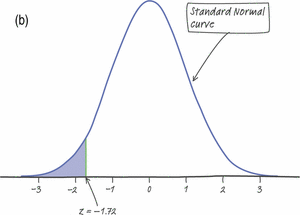 (b)
Standard Normal
curve
-3 -2 -1 0 1 2 3
z = -1.72